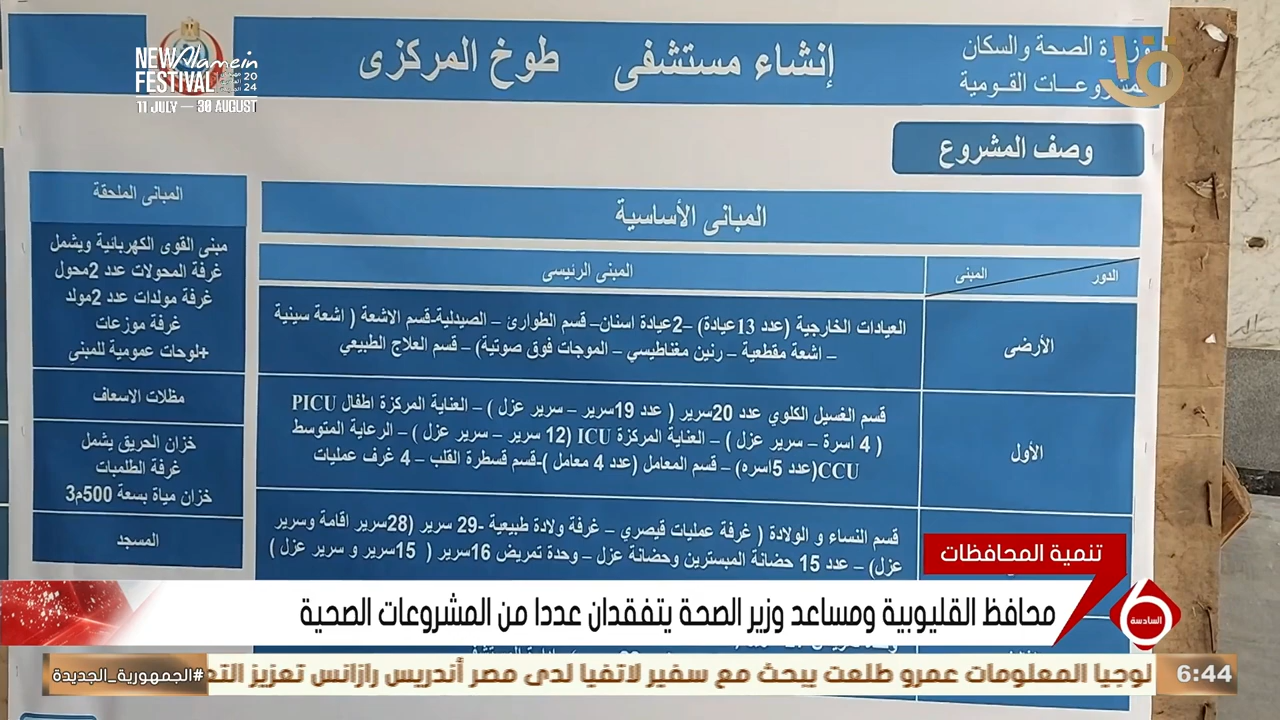 وزارة الصحة والسكان
المشروعات القومية
إنشاء مستشفى طوخ المركزى
NEW Alamein
FESTIVAL 2024
11 JULY — 30 AUGUST
وصف المشروع
المبانى الأساسية
الدور
المبنى
المبنى الرئيسى
الأرضى
العيادات الخارجية (عدد 13عيادة) –2عيادة اسنان– قسم الطوارئ – الصيدلية-قسم الاشعة ( اشعة سينية
– اشعة مقطعية – رنين مغناطيسي – الموجات فوق صوتية) – قسم العلاج الطبيعي
الأول
قسم الغسيل الكلوي عدد 20سرير ( عدد 19سرير – سرير عزل ) – العناية المركزة اطفال PICU
( 4 اسرة – سرير عزل ) – العناية المركزة ICU (12 سرير – سرير عزل ) – الرعاية المتوسط
CCU(عدد 5اسره) – قسم المعامل (عدد 4 معامل )-قسم قسطرة القلب – 4 غرف عمليات
قسم النساء و الولادة ( غرفة عمليات قيصري – غرفة ولادة طبيعية -29 سرير (28سرير اقامة وسرير
عزل) – عدد 15 حضانة المبسترين وحضانة عزل – وحدة تمريض 16سرير ( 15سرير و سرير عزل )
المبانى الملحقة
مبنى القوى الكهربائية ويشمل
غرفة المحولات عدد 2محول
غرفة مولدات عدد 2مولد
غرفة موزعات
+لوحات عمومية للمبني
مظلات الاسعاف
خزان الحريق يشمل
غرفة الطلمبات
خزان مياة بسعة 500م3
المسجد
تنمية المحافظات
السادسة
محافظ القليوبية ومساعد وزير الصحة يتفقدان عددا من المشروعات الصحية
6:44
لوجيا المعلومات عمرو طلعت يبحث مع سفير لاتفيا لدى مصر أندريس رازانس تعزيز التع
#الجمهورية_الجديدة